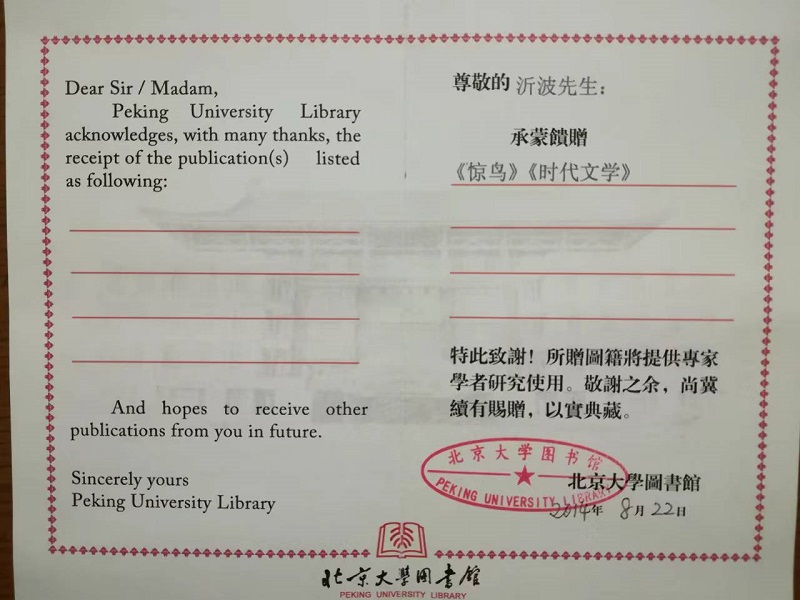 Dear Sir / Madam,
Peking University Library
acknowledges, with many thanks, the
receipt of the publication(s) listed
as following:
And hopes to receive other
publications from you in future.
Sincerely yours
Peking University Library
尊敬的 沂波先生：
承蒙饋贈
《惊鸟》《时代文学》
特此致謝！所贈圖籍將提供專家
學者研究使用。敬謝之余，尚冀
續有賜贈，以實典藏。
北京大学图书馆
PEKING UNIVERSITY LIBRARY
北京大學圖書館
2014年 8月22日
北京大學圖書館
PEKING UNIVERSITY LIBRARY